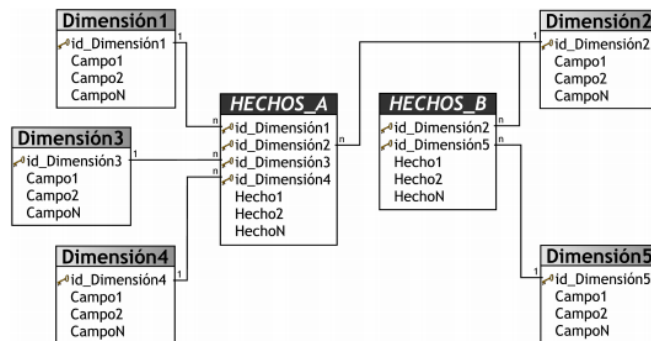 Dimensión1
id_Dimensión1
Campo1
Campo2
CampoN
1
Dimensión3
id_Dimensión3
Campo1
Campo2
CampoN
1
Dimensión4
id_Dimensión4
Campo1
Campo2
CampoN
1
HECHOS_A
id_Dimensión1
id_Dimensión2
id_Dimensión3
id_Dimensión4
Hecho1
Hecho2
HechoN
n
n
n
n
HECHOS_B
id_Dimensión2
id_Dimensión5
Hecho1
Hecho2
HechoN
n
n
Dimensión2
id_Dimensión2
Campo1
Campo2
CampoN
1
Dimensión5
id_Dimensión5
Campo1
Campo2
CampoN
1